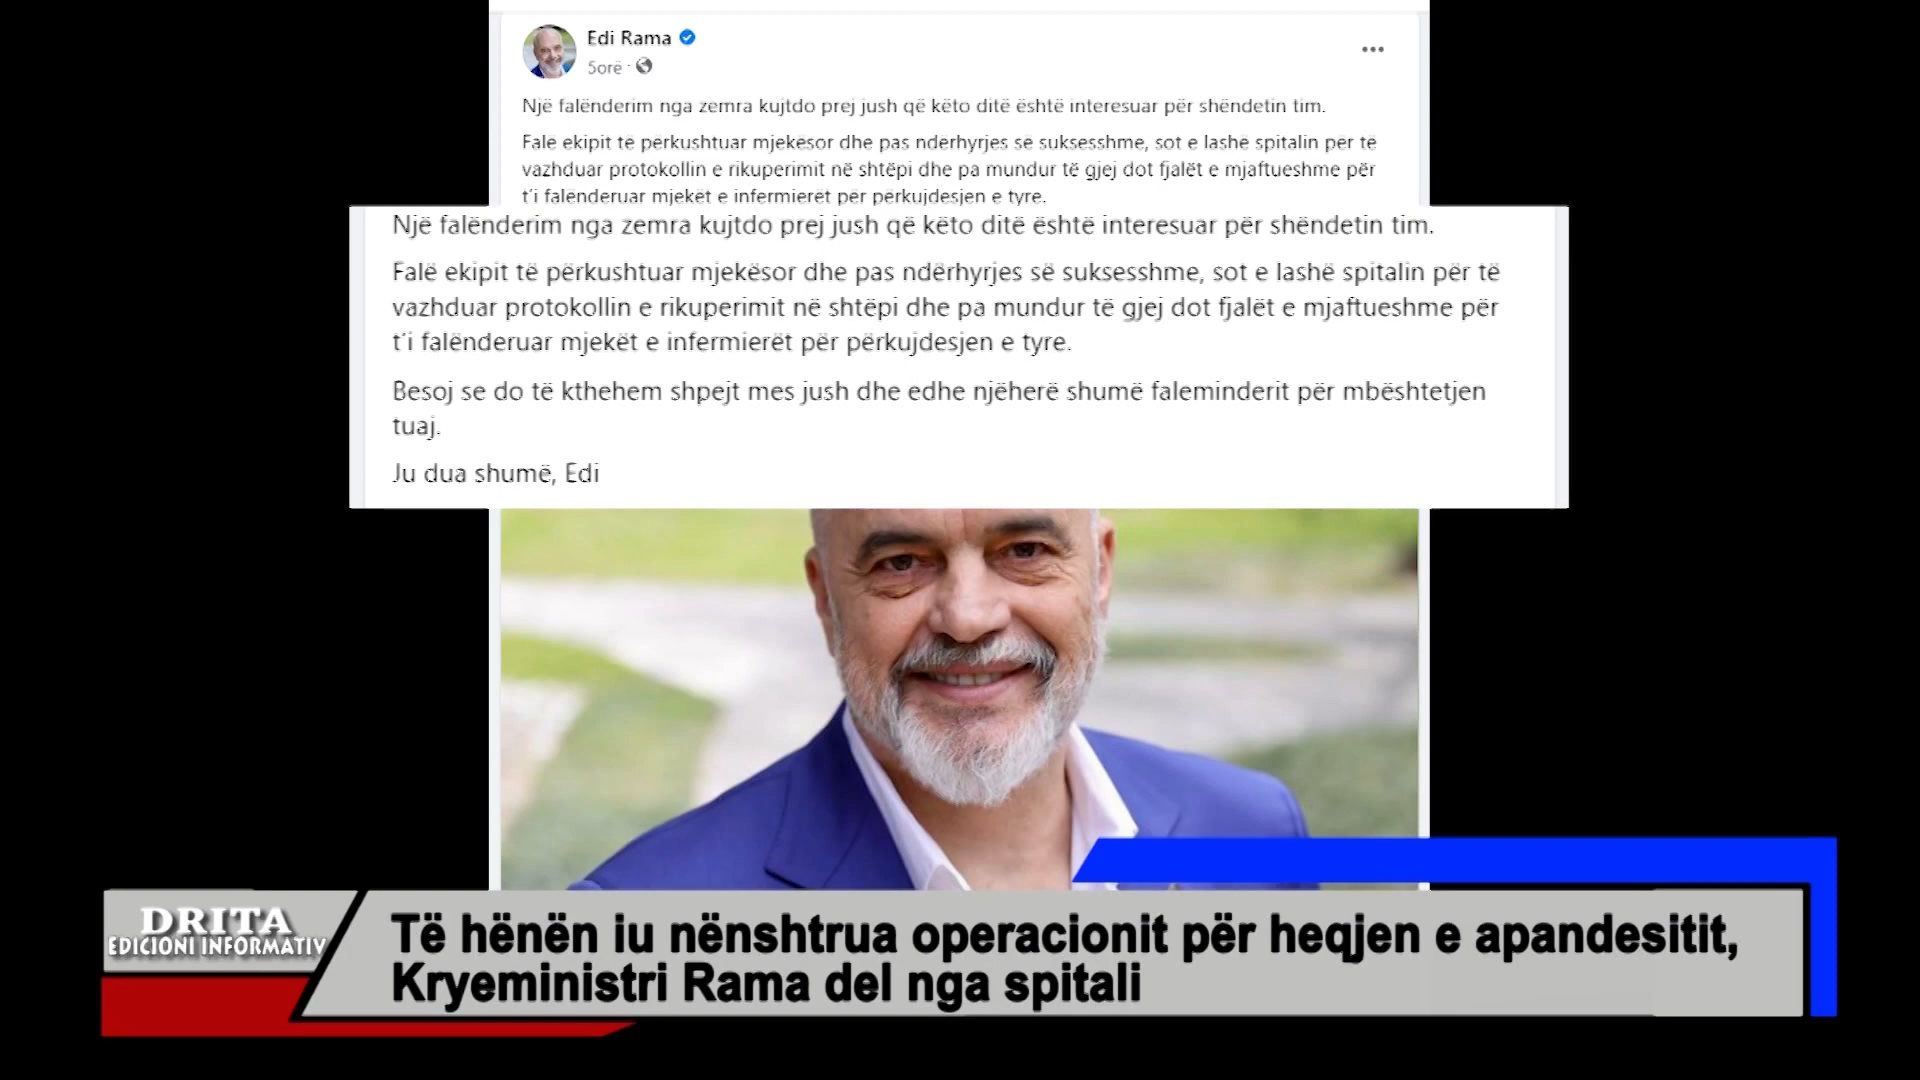 Edi Rama
5orë ·
Një falënderim nga zemra kujtdo prej jush që këto ditë është interesuar për shëndetin tim.
Falë ekipit të përkushtuar mjekësor dhe pas ndërhyrjes së suksesshme, sot e lashë spitalin për të
vazhduar protokollin e rikuperimit në shtëpi dhe pa mundur të gjej dot fjalët e mjaftueshme për
t'i falënderuar mjekët e infermierët për përkujdesjen e tyre.
Një falënderim nga zemra kujtdo prej jush që këto ditë është interesuar për shëndetin tim.
Falë ekipit të përkushtuar mjekësor dhe pas ndërhyrjes së suksesshme, sot e lashë spitalin për të
vazhduar protokollin e rikuperimit në shtëpi dhe pa mundur të gjej dot fjalët e mjaftueshme për
t'i falënderuar mjekët e infermierët për përkujdesjen e tyre.
Besoj se do të kthehem shpejt mes jush dhe edhe njëherë shumë faleminderit për mbështetjen
tuaj.
Ju dua shumë, Edi
DRITA
EDICIONI INFORMATIV
Të hënën iu nënshtrua operacionit për heqjen e apandesitit,
Kryeministri Rama del nga spitali